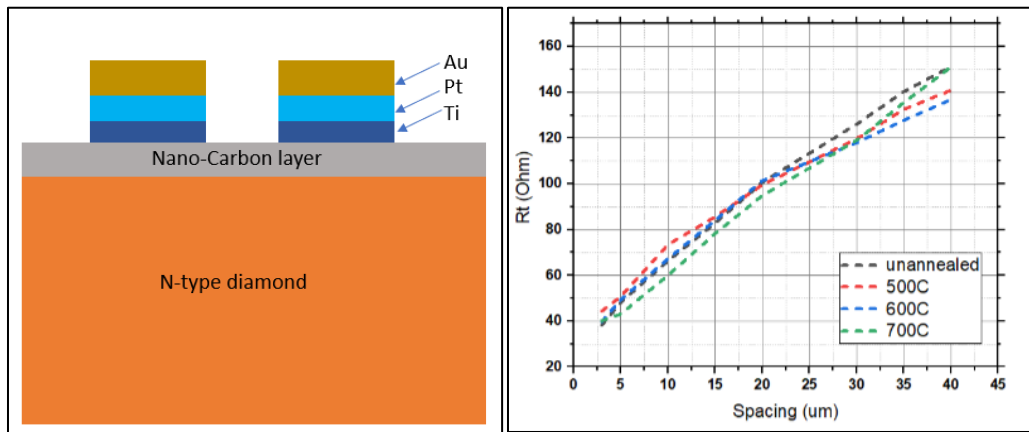 Au
Pt
Ti
Nano-Carbon layer
N-type diamond
160
140
120
100
80
60
40
20
Rt (Ohm)
unannealed
500C
600C
700C
0 5 10 15 20 25 30 35 40 45
Spacing (um)